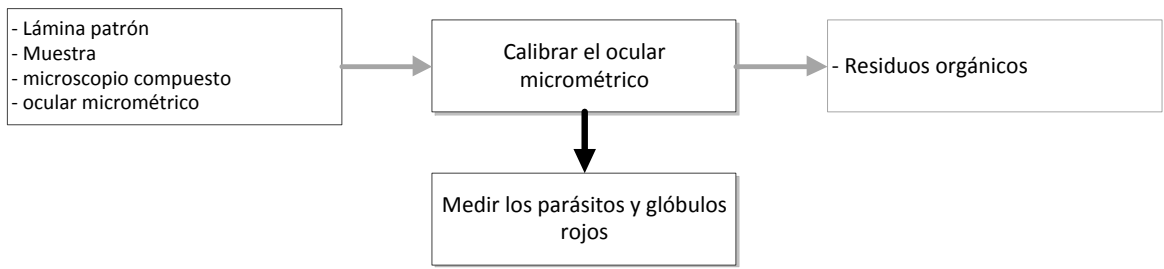 - Lámina patrón
- Muestra
- microscopio compuesto
- ocular micrométrico
Calibrar el ocular
micrométrico
- Residuos orgánicos
Medir los parásitos y glóbulos
rojos